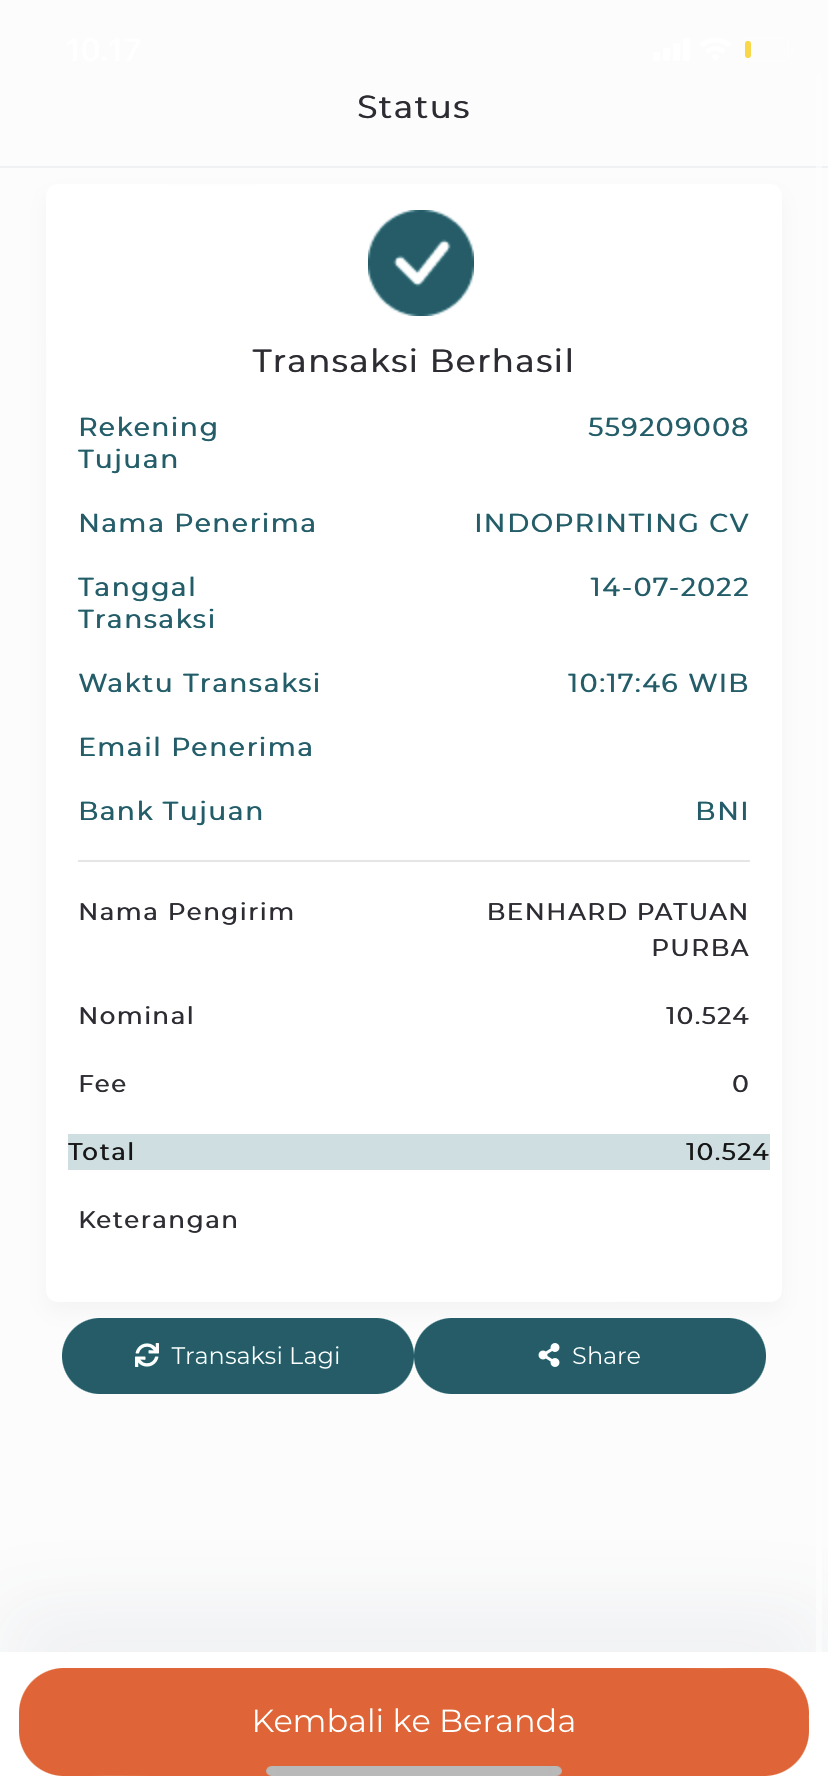 10.17
Status
Transaksi Berhasil
Rekening Tujuan 559209008
Nama Penerima INDOPRINTING CV
Tanggal Transaksi 14-07-2022
Waktu Transaksi 10:17:46 WIB
Email Penerima
Bank Tujuan BNI
Nama Pengirim BENHARD PATUAN PURBA
Nominal 10.524
Fee 0
Total 10.524
Keterangan
Transaksi Lagi Share
Kembali ke Beranda